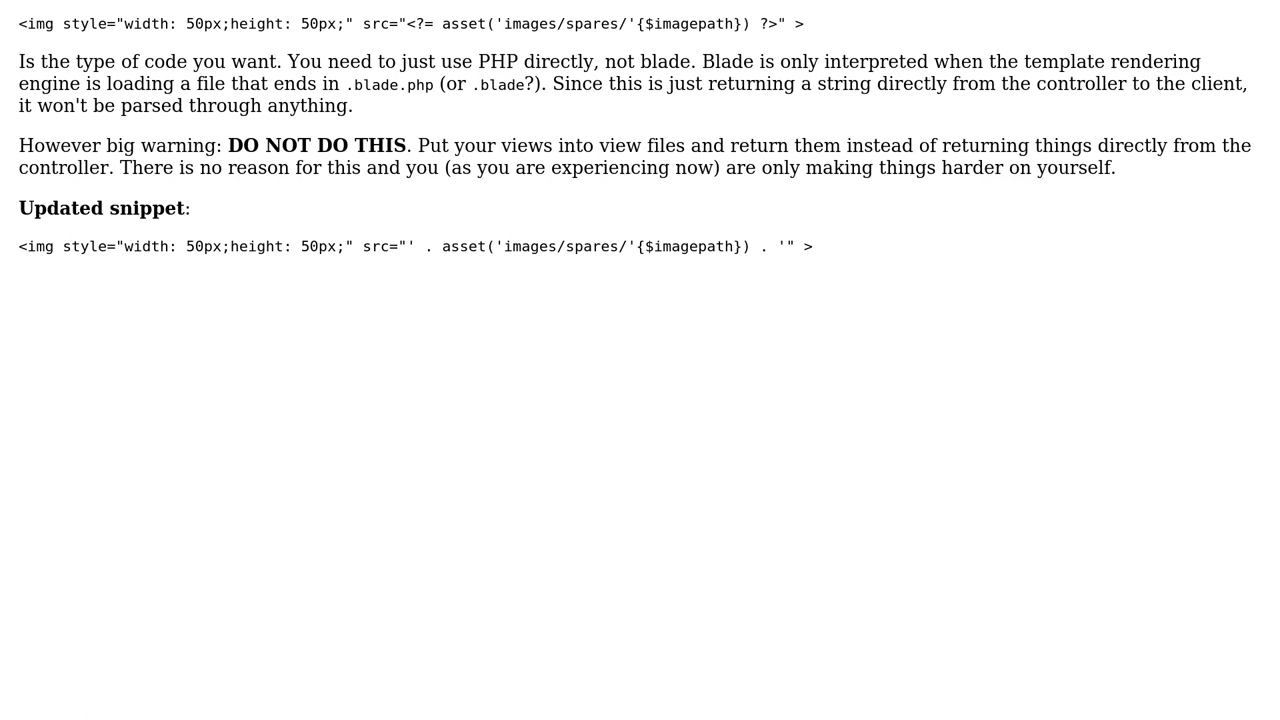 <img style="width: 50px;height: 50px;" src="<?= asset('images/spares/'{$imagepath}) ?>" >
Is the type of code you want. You need to just use PHP directly, not blade. Blade is only interpreted when the template rendering
engine is loading a file that ends in .blade.php (or .blade?). Since this is just returning a string directly from the controller to the client,
it won't be parsed through anything.
However big warning: DO NOT DO THIS. Put your views into view files and return them instead of returning things directly from the
controller. There is no reason for this and you (as you are experiencing now) are only making things harder on yourself.
Updated snippet:
<img style="width: 50px;height: 50px;" src="' . asset('images/spares/'{$imagepath}) . '" >